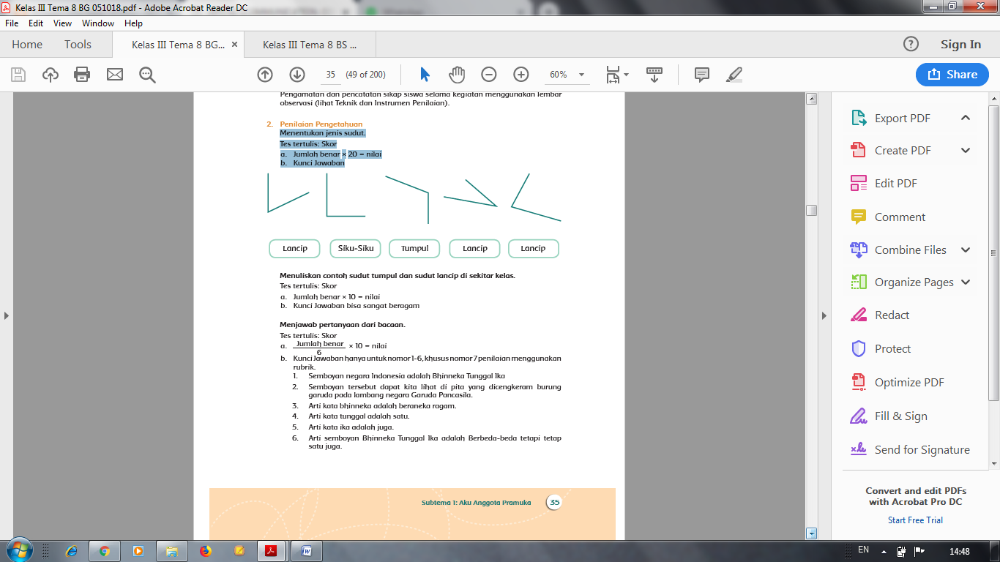 Kelas III Tema 8 BG 051018.pdf - Adobe Acrobat Reader DC
File Edit View Window Help
Home Tools Kelas III Tema 8 BG... × Kelas III Tema 8 BS ... ? Sign In
35 (49 of 200) 60% Share
Pengamatan dan pencatatan sikap siswa selama kegiatan menggunakan lembar
observasi (lihat Teknik dan Instrumen Penilaian).
2. Penilaian Pengetahuan
Menentukan jenis sudut.
Tes tertulis: Skor
a. Jumlah benar × 20 = nilai
b. Kunci Jawaban
Lancip Siku-Siku Tumpul Lancip Lancip
Menuliskan contoh sudut tumpul dan sudut lancip di sekitar kelas.
Tes tertulis: Skor
a. Jumlah benar × 10 = nilai
b. Kunci Jawaban bisa sangat beragam
Menjawab pertanyaan dari bacaan.
Tes tertulis: Skor
a. Jumlah benar × 10 = nilai
6
b. Kunci Jawaban hanya untuk nomor 1-6, khusus nomor 7 penilaian menggunakan
rubrik.
1. Semboyan negara Indonesia adalah Bhinneka Tunggal Ika
2. Semboyan tersebut dapat kita lihat di pita yang dicengkeram burung
garuda pada lambang negara Garuda Pancasila.
3. Arti kata bhinneka adalah beraneka ragam.
4. Arti kata tunggal adalah satu.
5. Arti kata ika adalah juga.
6. Arti semboyan Bhinneka Tunggal Ika adalah Berbeda-beda tetapi tetap
satu juga.
Subtema 1: Aku Anggota Pramuka 35
Export PDF
Create PDF
Edit PDF
Comment
Combine Files
Organize Pages
Redact
Protect
Optimize PDF
Fill & Sign
Send for Signature
Convert and edit PDFs
with Acrobat Pro DC
Start Free Trial
EN 14:48